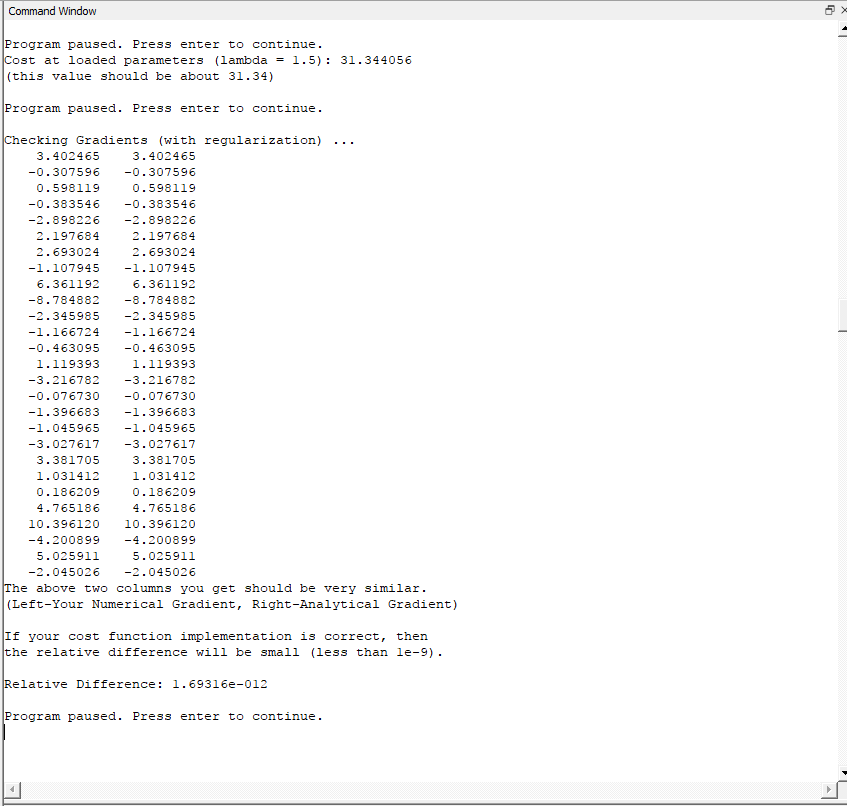 Command Window
Program paused. Press enter to continue.
Cost at loaded parameters (lambda = 1.5): 31.344056
(this value should be about 31.34)
Program paused. Press enter to continue.
Checking Gradients (with regularization) ...
3.402465 3.402465
-0.307596 -0.307596
0.598119 0.598119
-0.383546 -0.383546
-2.898226 -2.898226
2.197684 2.197684
2.693024 2.693024
-1.107945 -1.107945
6.361192 6.361192
-8.784882 -8.784882
-2.345985 -2.345985
-1.166724 -1.166724
-0.463095 -0.463095
1.119393 1.119393
-3.216782 -3.216782
-0.076730 -0.076730
-1.396683 -1.396683
-1.045965 -1.045965
-3.027617 -3.027617
3.381705 3.381705
1.031412 1.031412
0.186209 0.186209
4.765186 4.765186
10.396120 10.396120
-4.200899 -4.200899
5.025911 5.025911
-2.045026 -2.045026
The above two columns you get should be very similar.
(Left-Your Numerical Gradient, Right-Analytical Gradient)
If your cost function implementation is correct, then
the relative difference will be small (less than 1e-9).
Relative Difference: 1.69316e-012
Program paused. Press enter to continue.